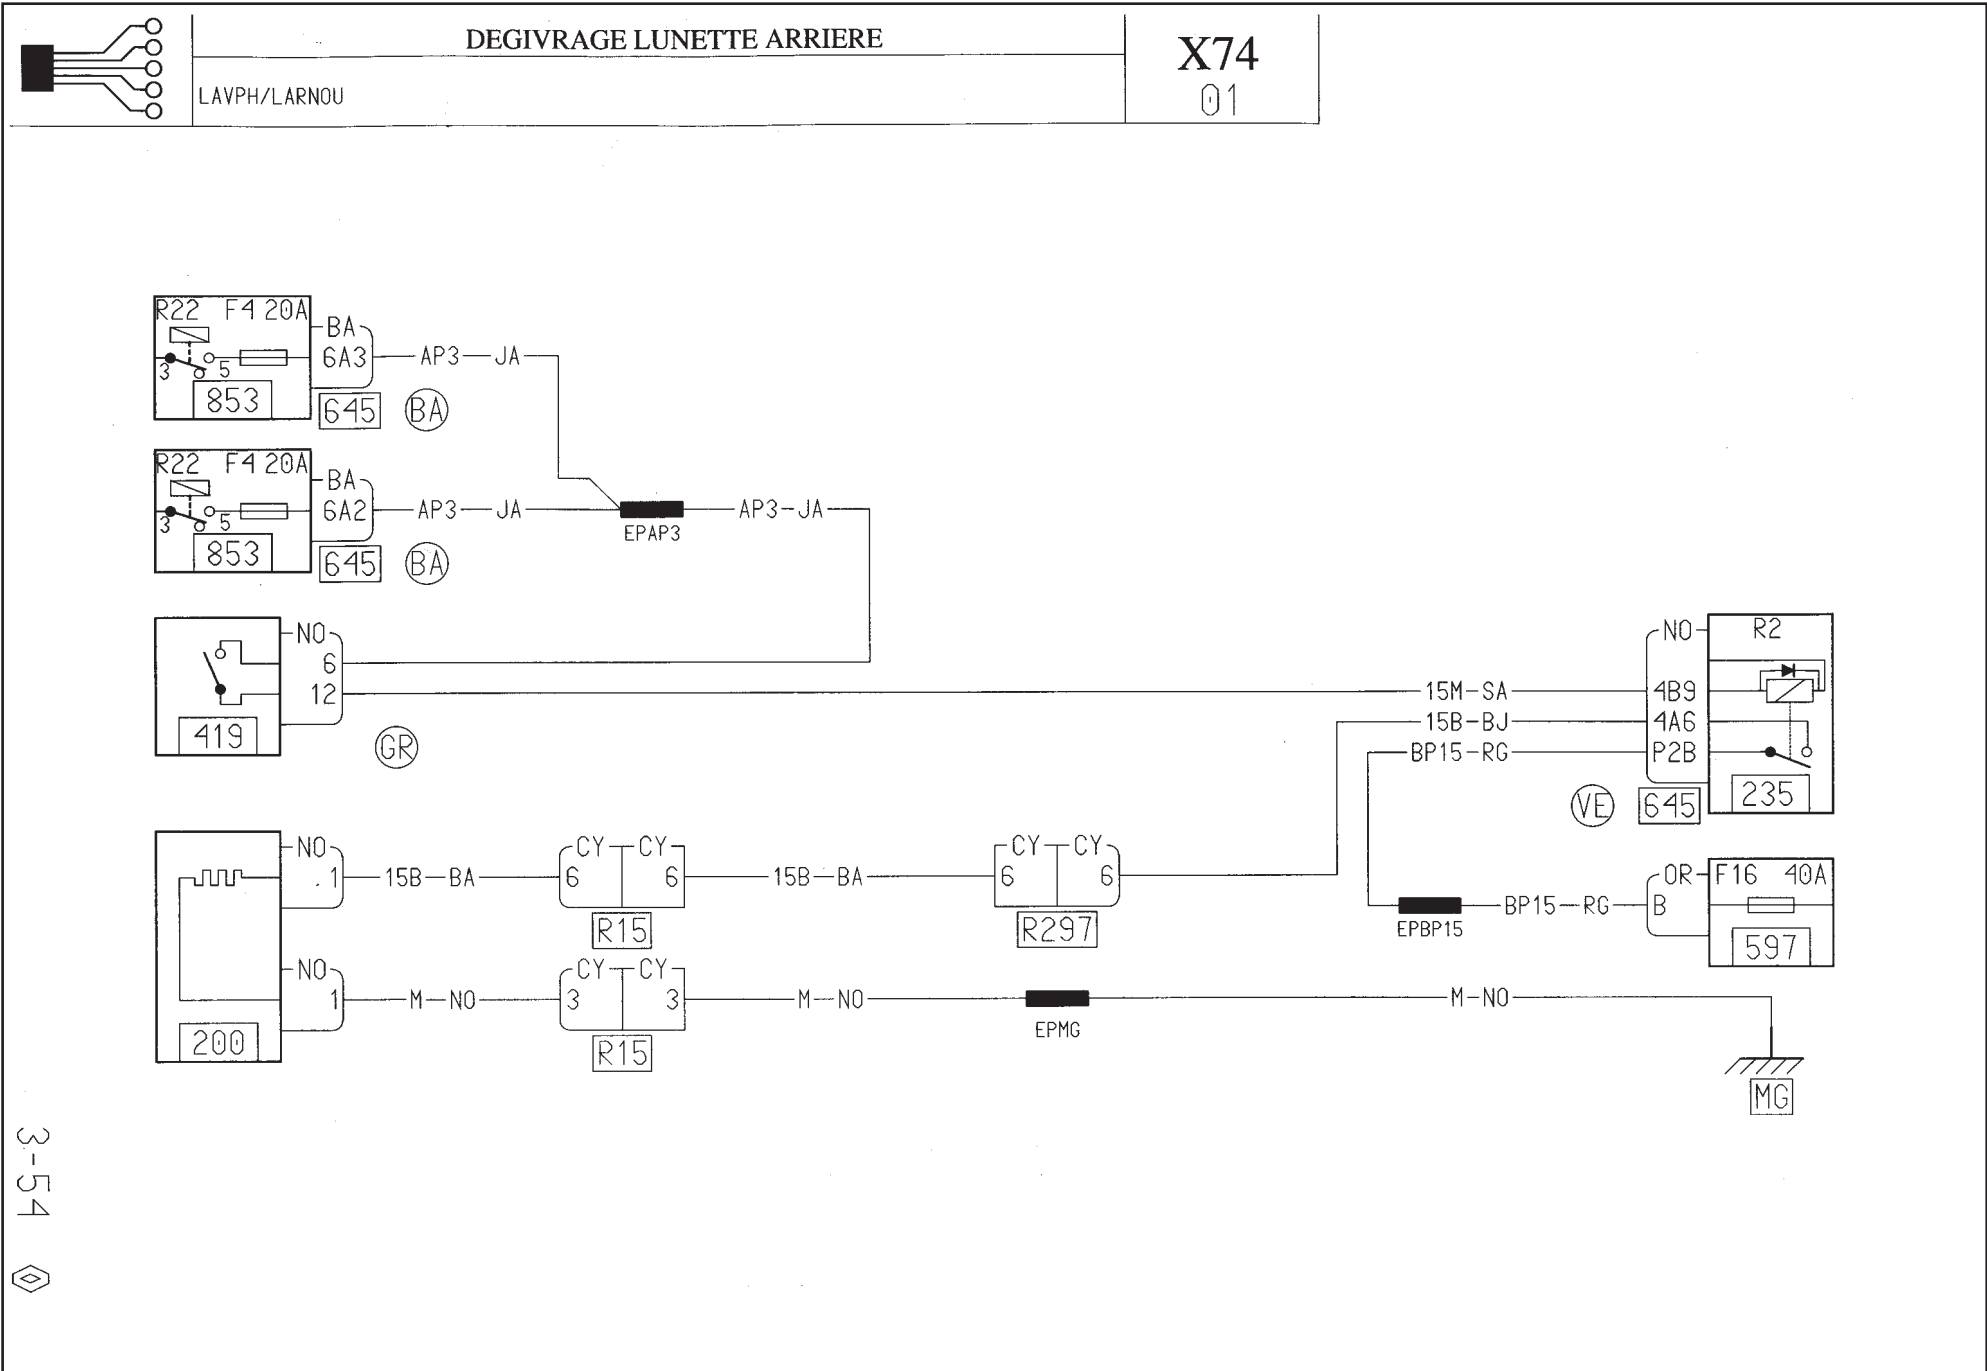 DEGIVRAGE LUNETTE ARRIERE
X74
LAVPH/LARNOU
01
R22 F4 20A
BA
3 5
6A3
AP3 JA
853
645
BA
R22 F4 20A
BA
3 5
6A2
AP3 JA
EPAP3
AP3-JA
853
645
BA
NO
6
12
419
GR
NO
R2
15M-SA
4B9
15B-BJ
4A6
BP15-RG
P2B
VE
645
235
NO
1
15B BA
CY CY
6 6
R15
15B BA
CY CY
6 6
R297
EPBP15
BP15-RG
OR
B
F16 40A
597
NO
1
M NO
CY CY
3 3
R15
M NO
EPMG
M-NO
200
MG
3-54